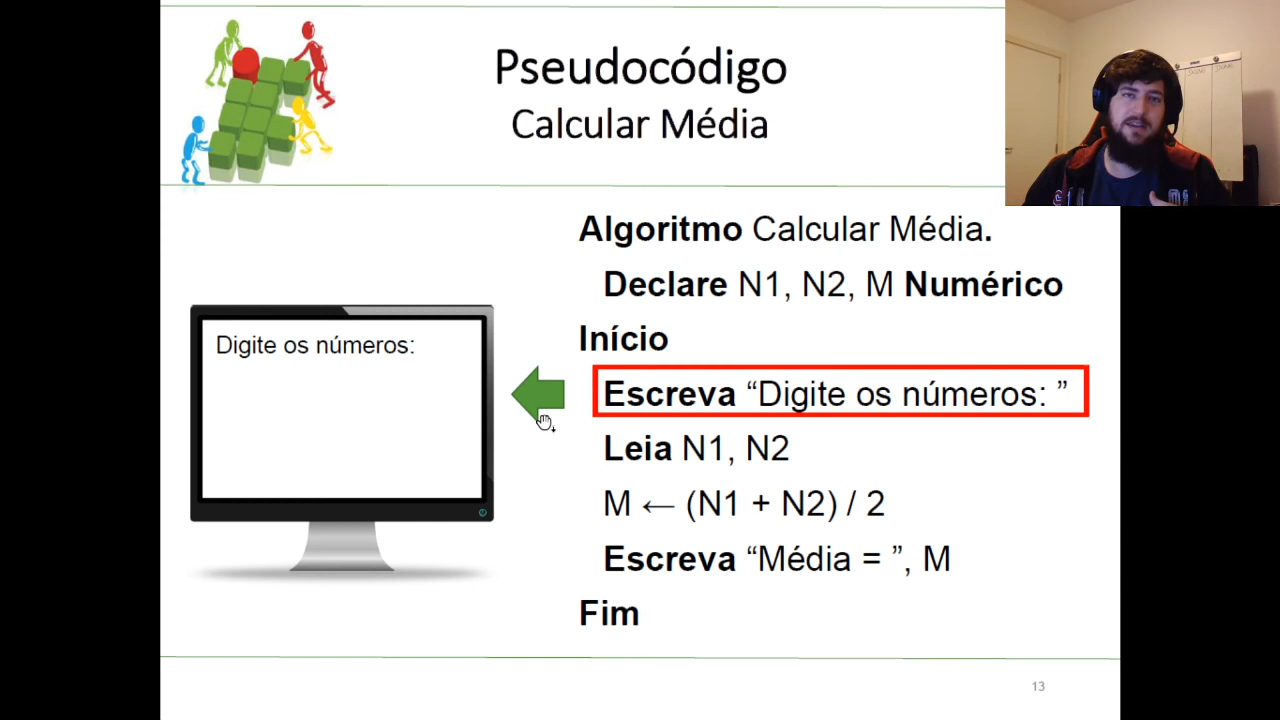 Pseudocódigo
Calcular Média
Algoritmo Calcular Média.
Declare N1, N2, M Numérico
Início
Digite os números:
Escreva “Digite os números: ”
Leia N1, N2
M ← (N1 + N2) / 2
Escreva “Média = ”, M
Fim
13